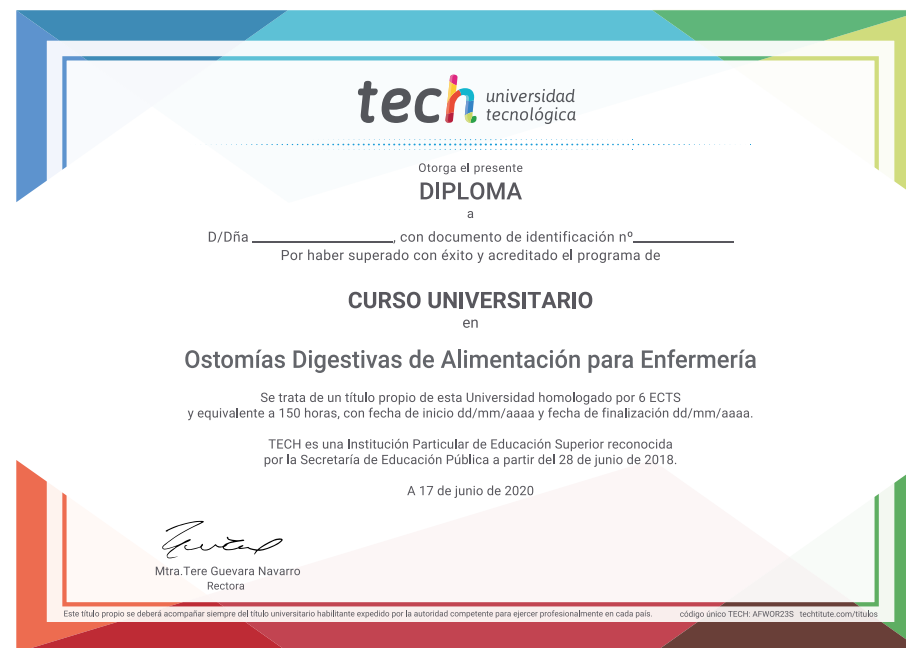 tech universidad
tecnológica
Otorga el presente
DIPLOMA
a
D/Dña ____________________, con documento de identificación nº______________
Por haber superado con éxito y acreditado el programa de
CURSO UNIVERSITARIO
en
Ostomías Digestivas de Alimentación para Enfermería
Se trata de un título propio de esta Universidad homologado por 6 ECTS
y equivalente a 150 horas, con fecha de inicio dd/mm/aaaa y fecha de finalización dd/mm/aaaa.
TECH es una Institución Particular de Educación Superior reconocida
por la Secretaría de Educación Pública a partir del 28 de junio de 2018.
A 17 de junio de 2020
Mtra.Tere Guevara Navarro
Rectora
Este título propio se deberá acompañar siempre del título universitario habilitante expedido por la autoridad competente para ejercer profesionalmente en cada país. código único TECH: AFWOR23S techtitute.com/titulos